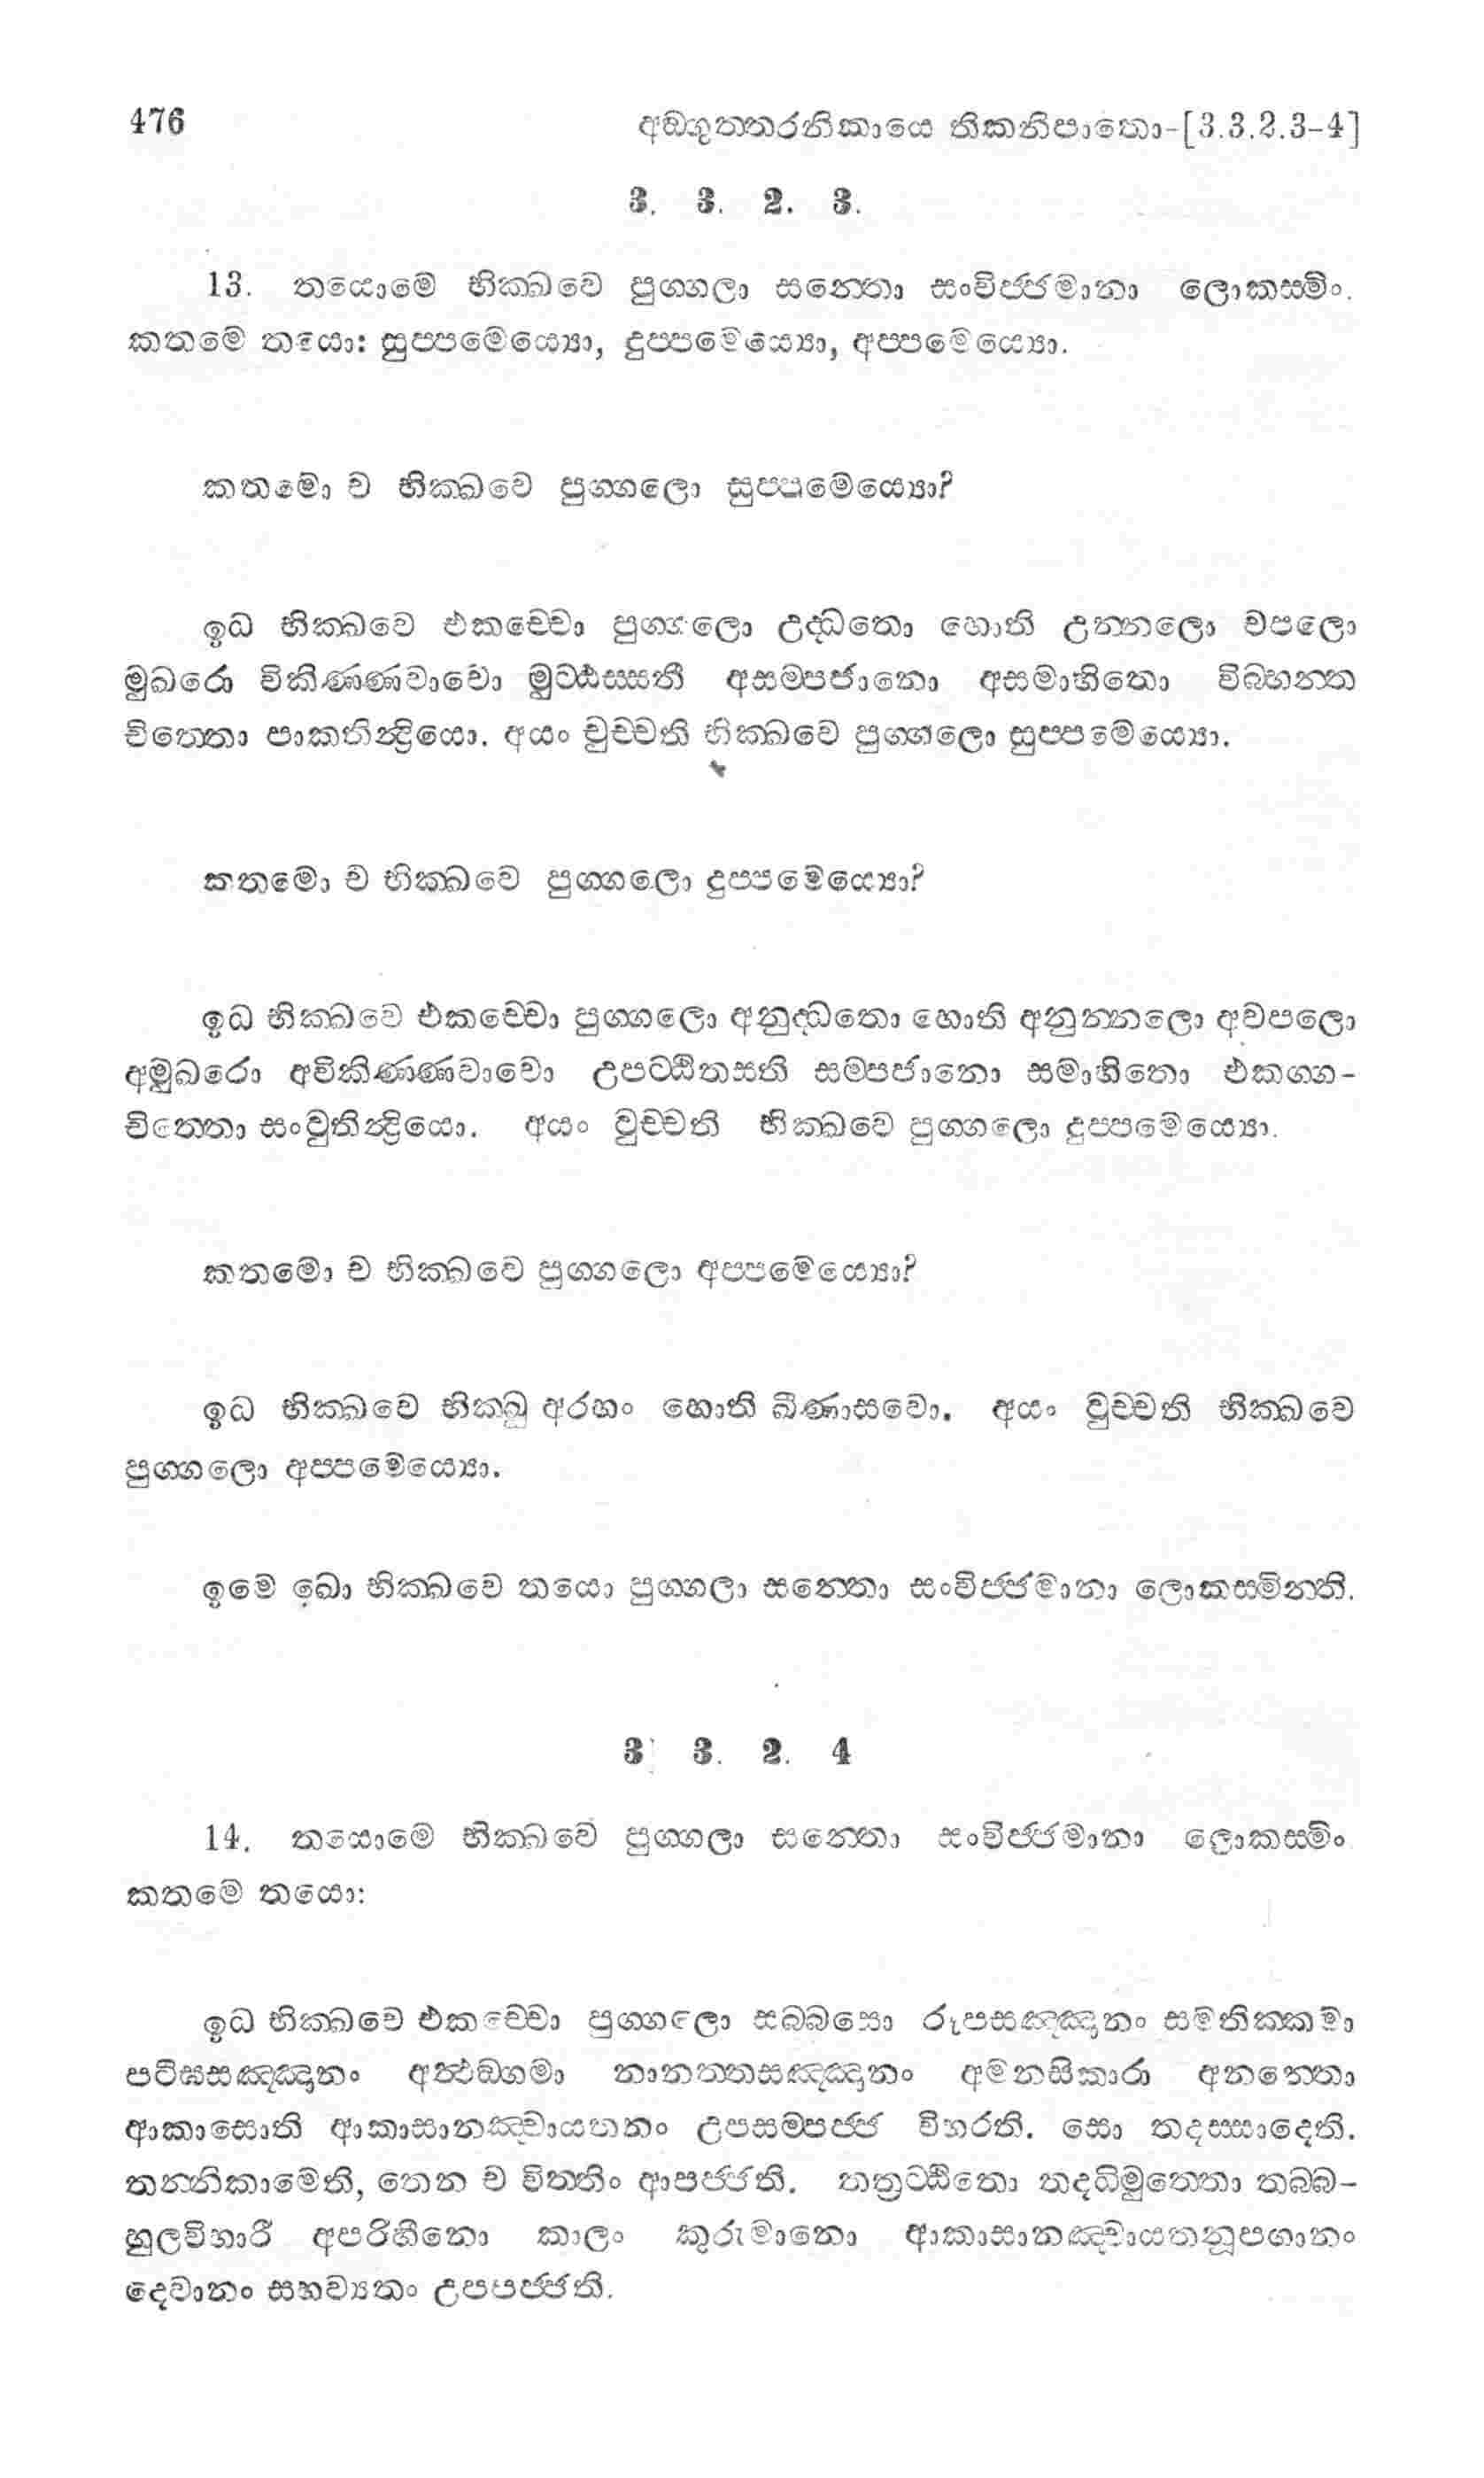 476 අඞ්ගුත්තරනිකායෙ තිකනිපාතො-[3.3.2.3-4]
3. 3. 2. 3.
13. තයොමෙ භික්ඛවෙ පුග්ගලා සන්තො සංවිජ්ජමානා ලොකස්මිං.
කතමෙ තයො: සුප්පමෙය්‍යො, දුප්පමෙය්‍යො, අප්පමෙය්‍යො.
කතමො ච භික්ඛවෙ පුග්ගලො සුප්පමෙය්‍යො?
ඉධ භික්ඛවෙ එකච්චො පුග්ගලො උද්ධතො හොති උන්නලො චපලො
මුඛරො විකිණ්ණවාචො මුට්ඨස්සතී අසම්පජානො අසමාහිතො විබ්භන්ත
චිත්තො පාකතින්ද්‍රියො. අයං වුච්චති භික්ඛවෙ පුග්ගලො සුප්පමෙය්‍යො.
කතමො ච භික්ඛවෙ පුග්ගලො දුප්පමෙය්‍යො?
ඉධ භික්ඛවෙ එකච්චො පුග්ගලො අනුද්ධතො හොති අනුන්නලො අචපලො
අමුඛරො අවිකිණ්ණවාචො උපට්ඨිතසති සම්පජානො සමාහිතො එකග්ග-
චිත්තො සංවුතින්ද්‍රියො. අයං වුච්චති භික්ඛවෙ පුග්ගලො දුප්පමෙය්‍යො.
කතමො ච භික්ඛවෙ පුග්ගලො අප්පමෙය්‍යො?
ඉධ භික්ඛවෙ භික්ඛු අරහං හොති ඛීණාසවො. අයං වුච්චති භික්ඛවෙ
පුග්ගලො අප්පමෙය්‍යො.
ඉමෙ ඛො භික්ඛවෙ තයො පුග්ගලා සන්තො සංවිජ්ජමානා ලොකස්මින්ති.
3 3. 2. 4
14. තයොමෙ භික්ඛවෙ පුග්ගලා සන්තො සංවිජ්ජමානා ලොකස්මිං
කතමෙ තයො:
ඉධ භික්ඛවෙ එකච්චො පුග්ගලො සබ්බසො රූපසඤ්ඤානං සමතික්කමා
පටිඝසඤ්ඤානං අත්ථඞ්ගමා නානත්තසඤ්ඤානං අමනසිකාරා අනන්තො
ආකාසොති ආකාසානඤ්චායතනං උපසම්පජ්ජ විහරති. සො තදස්සාදෙති.
තන්නිකාමෙති, තෙන ච විත්තිං ආපජ්ජති. තත්‍රට්ඨිතො තදධිමුත්තො තබ්බ-
හුලවිහාරී අපරිහීනො කාලං කුරුමානො ආකාසානඤ්චායතනූපගානං
දෙවානං සහව්‍යතං උපපජ්ජති.